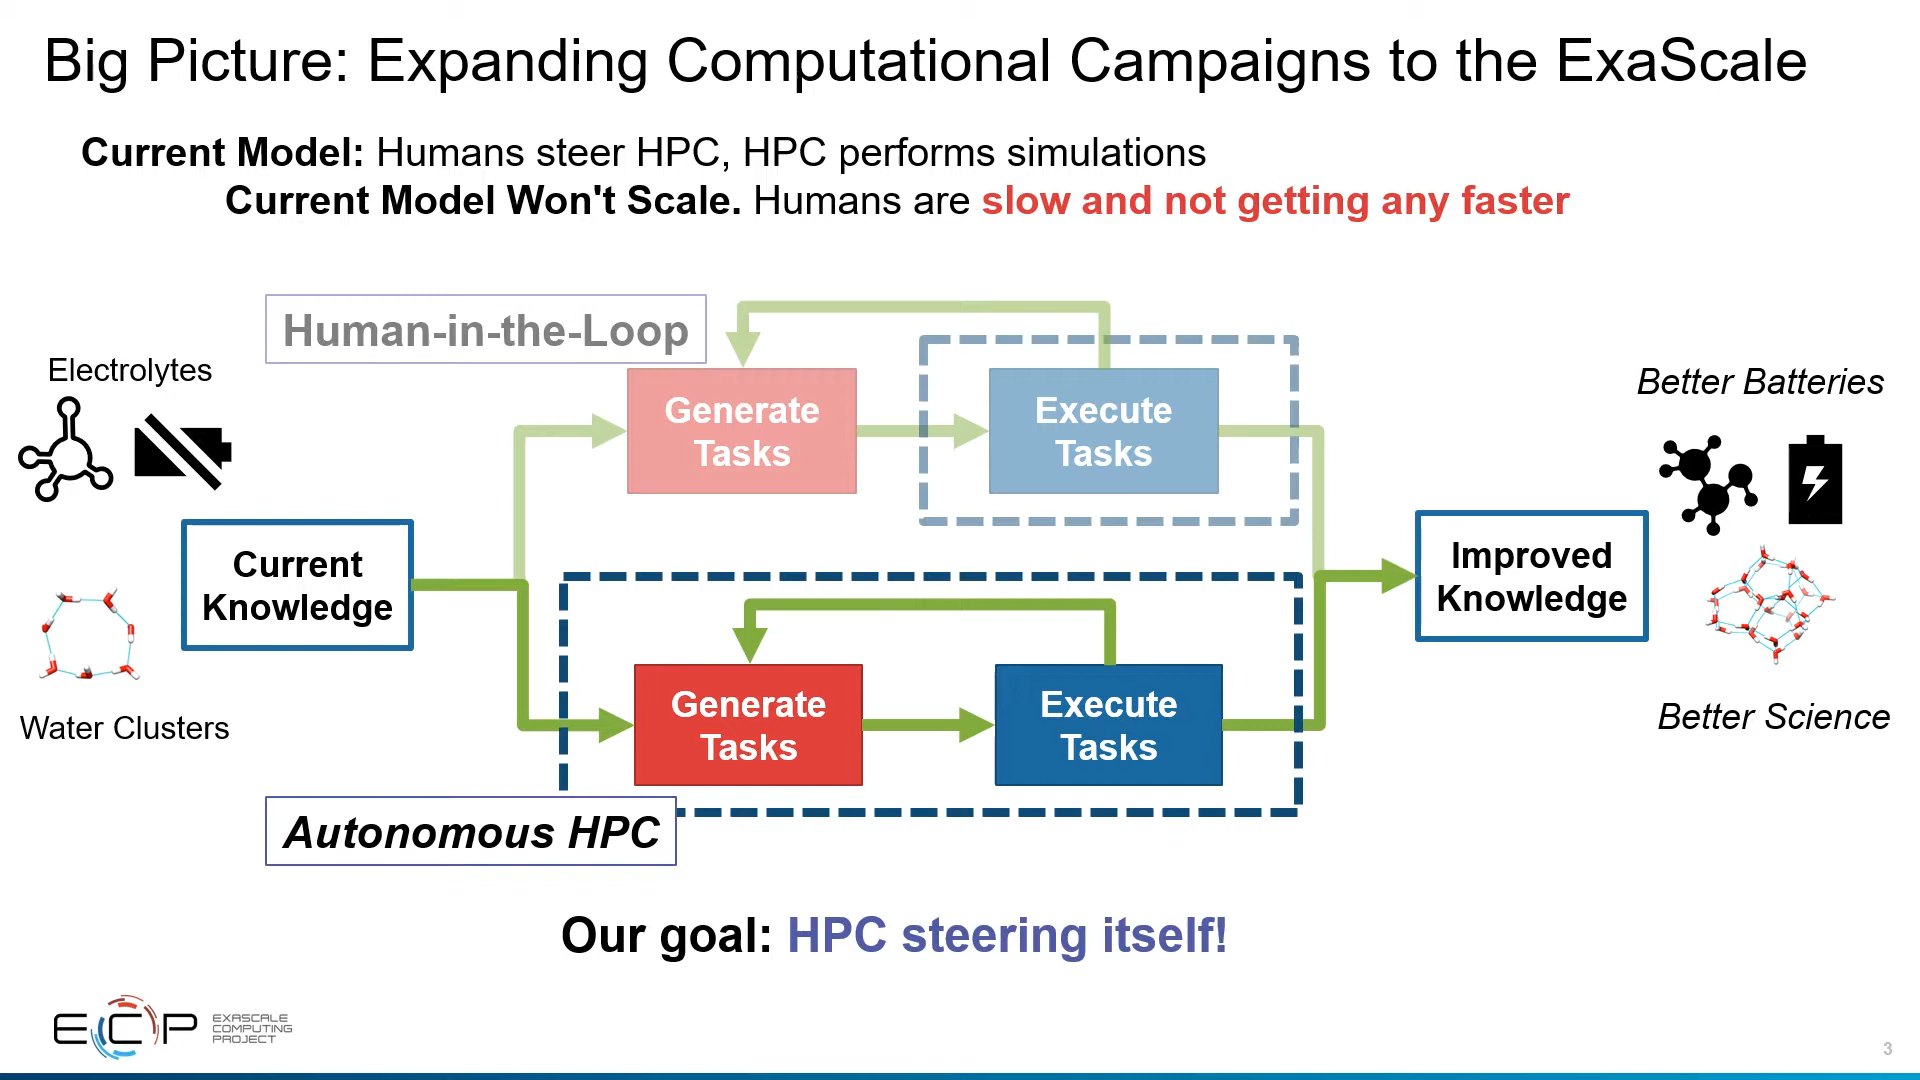 Big Picture: Expanding Computational Campaigns to the ExaScale
Current Model: Humans steer HPC, HPC performs simulations
Current Model Won't Scale. Humans are slow and not getting any faster
Human-in-the-Loop
Electrolytes
Generate
Tasks
Execute
Tasks
Better Batteries
Current
Knowledge
Improved
Knowledge
Water Clusters
Generate
Tasks
Execute
Tasks
Better Science
Autonomous HPC
Our goal: HPC steering itself!
ECP
EXASCALE
COMPUTING
PROJECT
3